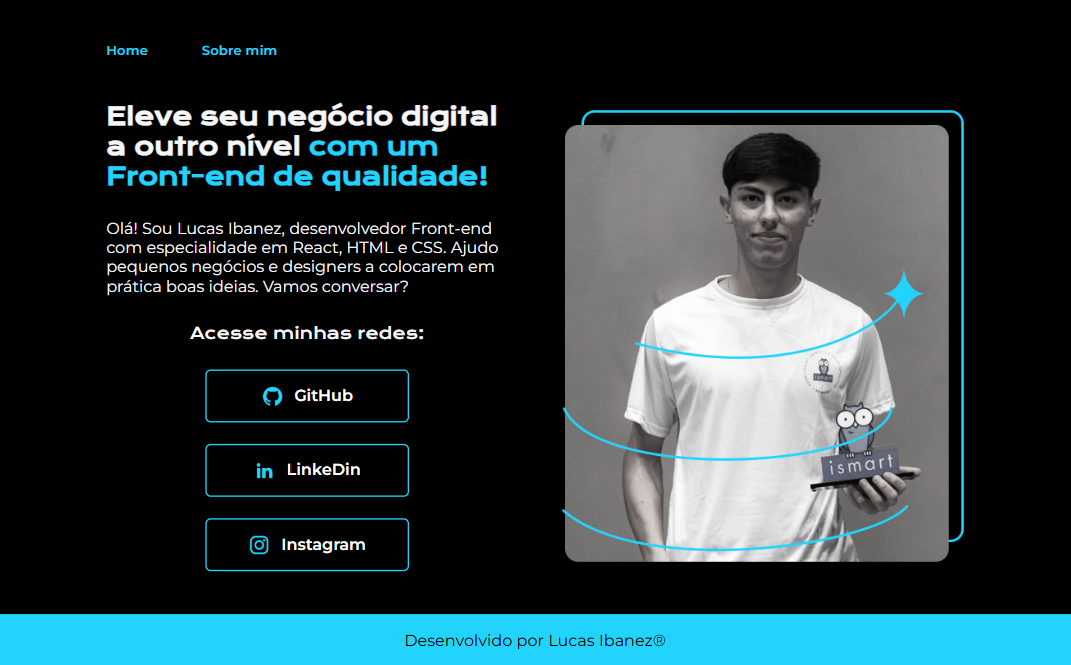 Home
Sobre mim
Eleve seu negócio digital
a outro nível com um
Front-end de qualidade!
Olá! Sou Lucas Ibanez, desenvolvedor Front-end
com especialidade em React, HTML e CSS. Ajudo
pequenos negócios e designers a colocarem em
prática boas ideias. Vamos conversar?
Acesse minhas redes:
GitHub
LinkeDin
Instagram
ismart
ismart
Desenvolvido por Lucas Ibanez®